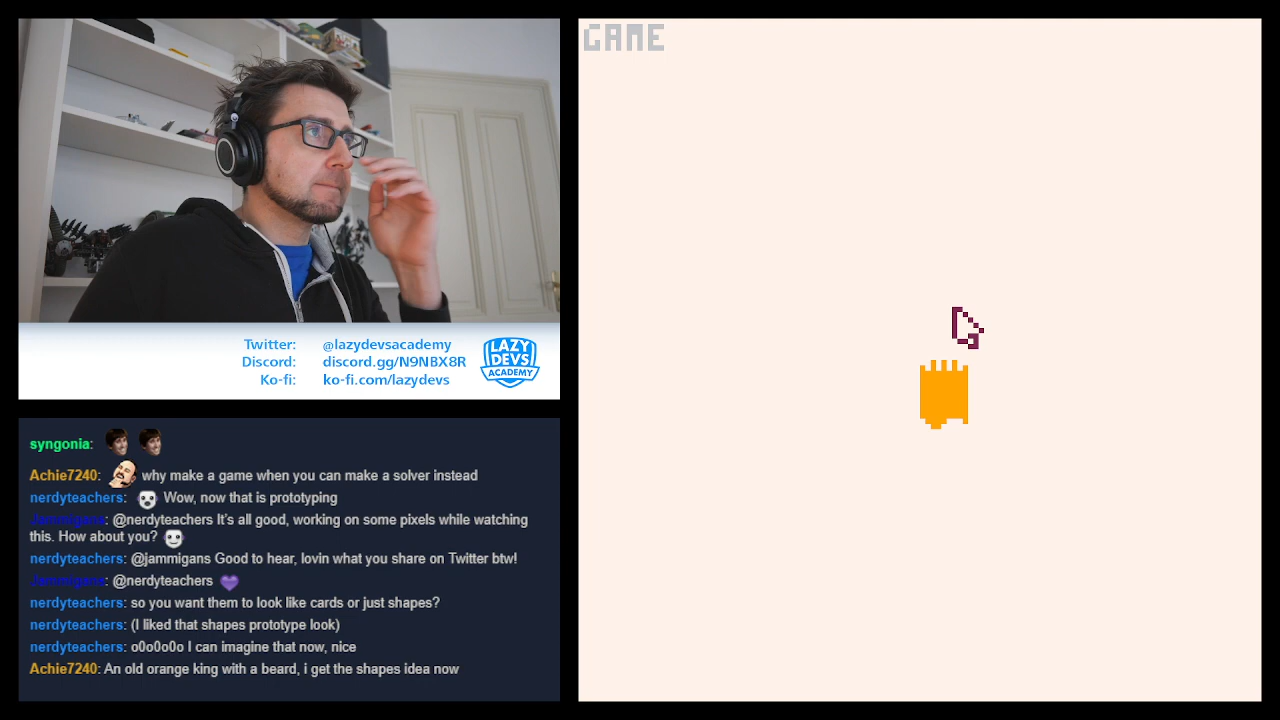 GAME
Twitter: @lazydevsacademy
Discord: discord.gg/N9NBX8R
Ko-fi: ko-fi.com/lazydevs
LAZY
DEVS
ACADEMY
syngonia:
Achie7240: why make a game when you can make a solver instead
nerdyteachers: Wow, now that is prototyping
Jammigans: @nerdyteachers It's all good, working on some pixels while watching
this. How about you?
nerdyteachers: @jammigans Good to hear, lovin what you share on Twitter btw!
Jammigans: @nerdyteachers
nerdyteachers: so you want them to look like cards or just shapes?
nerdyteachers: (I liked that shapes prototype look)
nerdyteachers: o0o0o0o I can imagine that now, nice
Achie7240: An old orange king with a beard, i get the shapes idea now